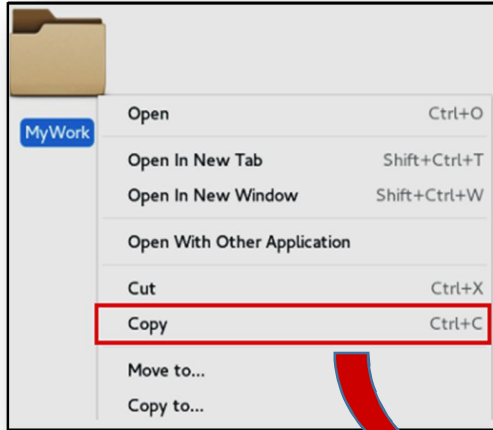 MyWork
Open Ctrl+O
Open In New Tab Shift+Ctrl+T
Open In New Window Shift+Ctrl+W
Open With Other Application
Cut Ctrl+X
Copy Ctrl+C
Move to...
Copy to...